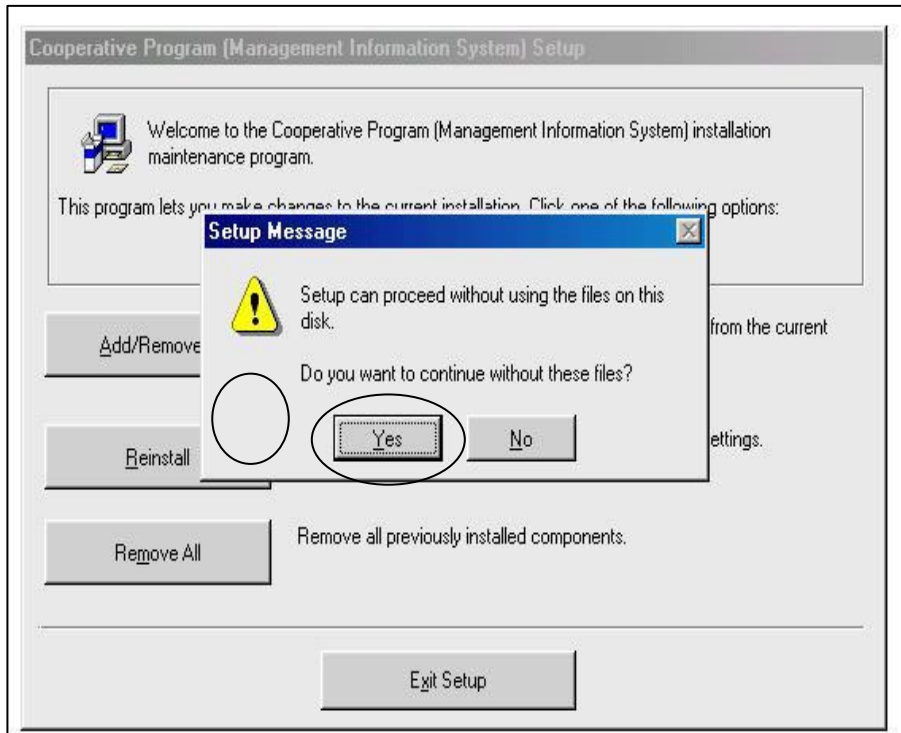 Cooperative Program (Management Information System) Setup
Welcome to the Cooperative Program (Management Information System) installation
maintenance program.
This program lets you make changes to the current installation. Click one of the following options:
Setup Message
Setup can proceed without using the files on this
disk.
Do you want to continue without these files?
Yes
No
Add/Remove
from the current
Reinstall
ettings.
Remove All
Remove all previously installed components.
Exit Setup